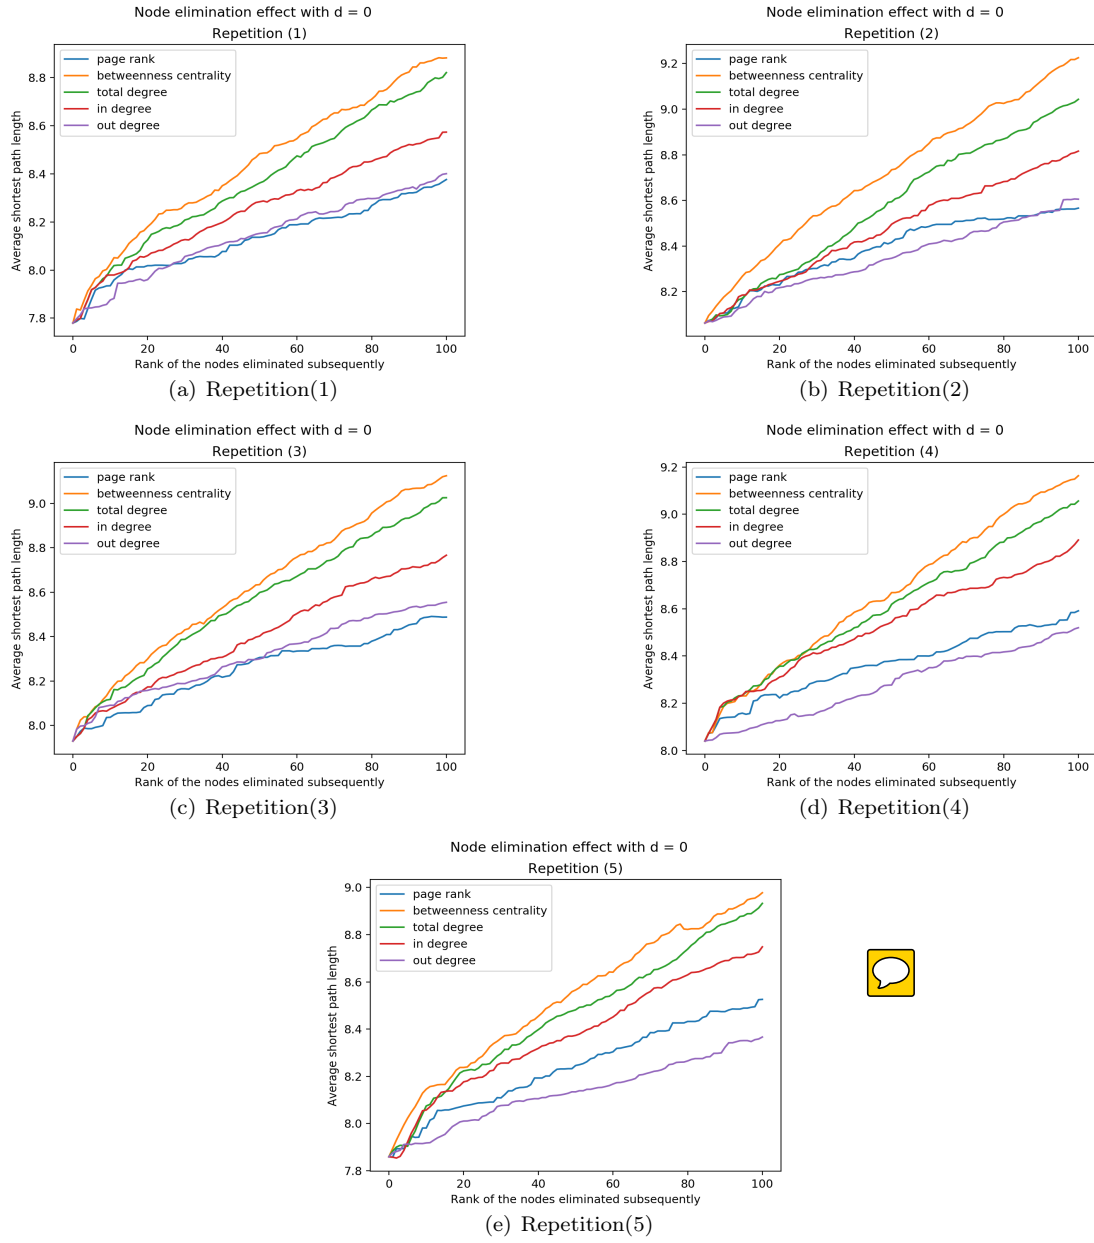 Node elimination effect with d = 0
Repetition (1)
page rank
betweenness centrality
total degree
in degree
out degree
Average shortest path length
8.8
8.6
8.4
8.2
8.0
7.8
0 20 40 60 80 100
Rank of the nodes eliminated subsequently
(a) Repetition(1)
Node elimination effect with d = 0
Repetition (2)
page rank
betweenness centrality
total degree
in degree
out degree
Average shortest path length
9.2
9.0
8.8
8.6
8.4
8.2
0 20 40 60 80 100
Rank of the nodes eliminated subsequently
(b) Repetition(2)
Node elimination effect with d = 0
Repetition (3)
page rank
betweenness centrality
total degree
in degree
out degree
Average shortest path length
9.0
8.8
8.6
8.4
8.2
8.0
0 20 40 60 80 100
Rank of the nodes eliminated subsequently
(c) Repetition(3)
Node elimination effect with d = 0
Repetition (4)
page rank
betweenness centrality
total degree
in degree
out degree
Average shortest path length
9.2
9.0
8.8
8.6
8.4
8.2
8.0
0 20 40 60 80 100
Rank of the nodes eliminated subsequently
(d) Repetition(4)
Node elimination effect with d = 0
Repetition (5)
page rank
betweenness centrality
total degree
in degree
out degree
Average shortest path length
9.0
8.8
8.6
8.4
8.2
8.0
7.8
0 20 40 60 80 100
Rank of the nodes eliminated subsequently
(e) Repetition(5)